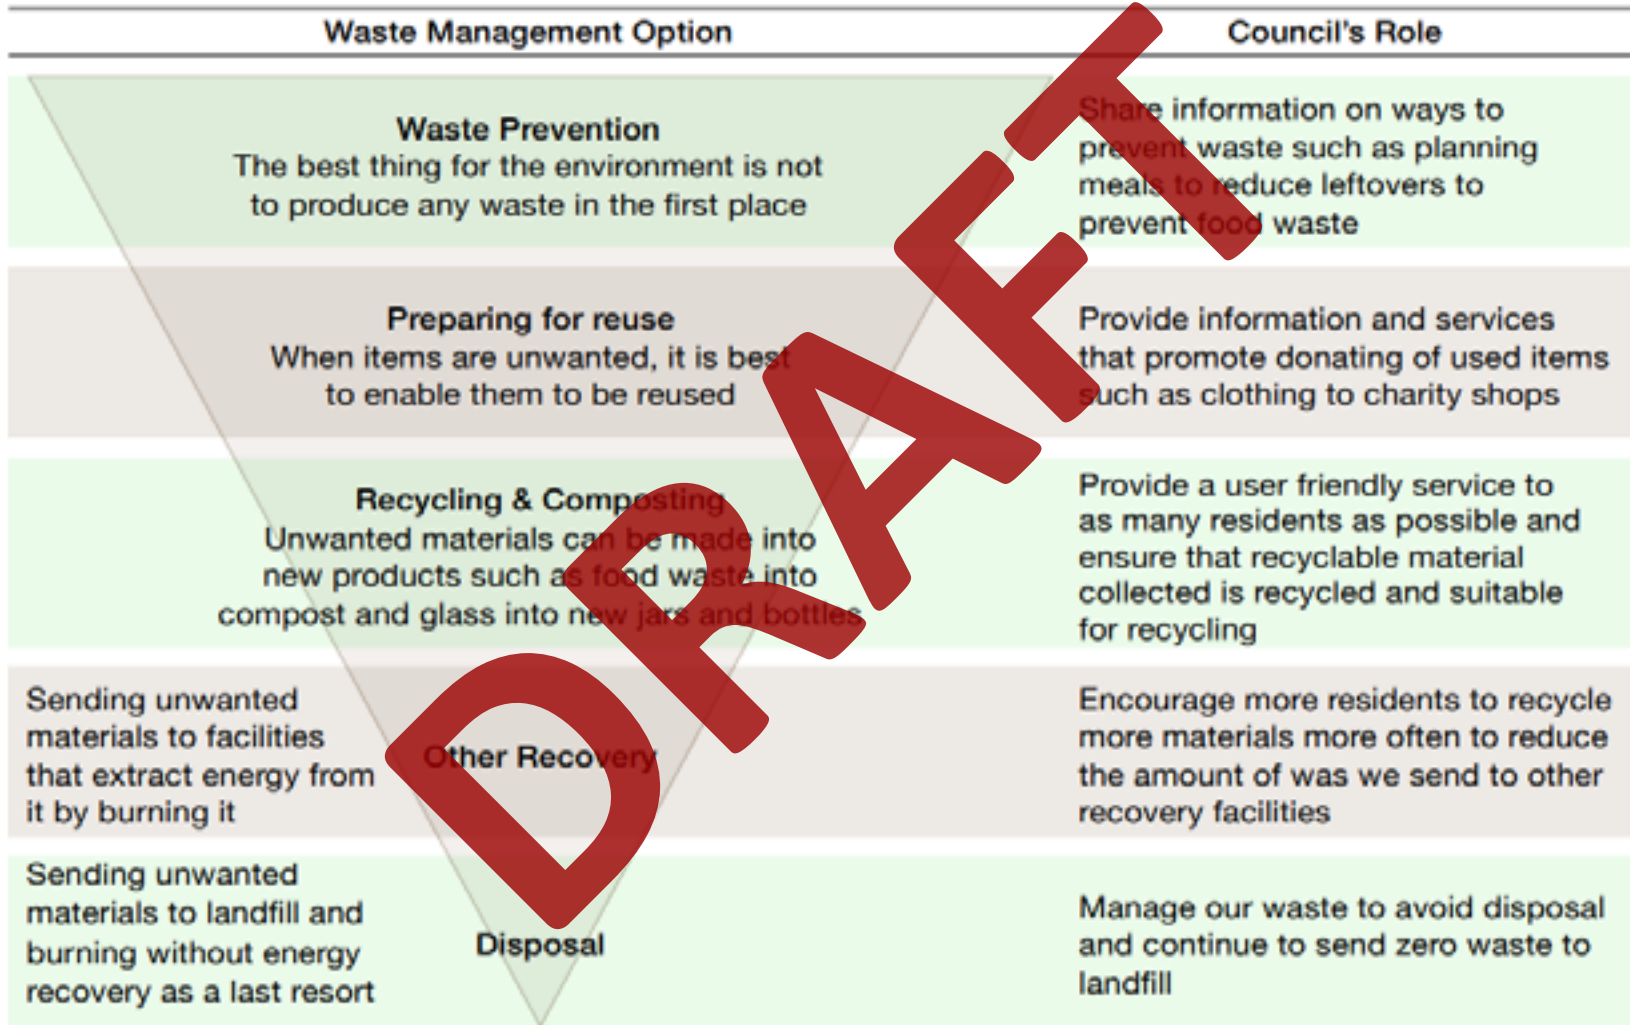 Waste Management Option
Council's Role
Waste Prevention
The best thing for the environment is not
to produce any waste in the first place
Share information on ways to
prevent waste such as planning
meals to reduce leftovers to
prevent food waste
Preparing for reuse
When items are unwanted, it is best
to enable them to be reused
Provide information and services
that promote donating of used items
such as clothing to charity shops
Recycling & Composting
Unwanted materials can be made into
new products such as food waste into
compost and glass into new jars and bottles
Provide a user friendly service to
as many residents as possible and
ensure that recyclable material
collected is recycled and suitable
for recycling
Sending unwanted
materials to facilities
that extract energy from
it by burning it
Other Recovery
Encourage more residents to recycle
more materials more often to reduce
the amount of was we send to other
recovery facilities
Sending unwanted
materials to landfill and
burning without energy
recovery as a last resort
Disposal
Manage our waste to avoid disposal
and continue to send zero waste to
landfill
DRAFT